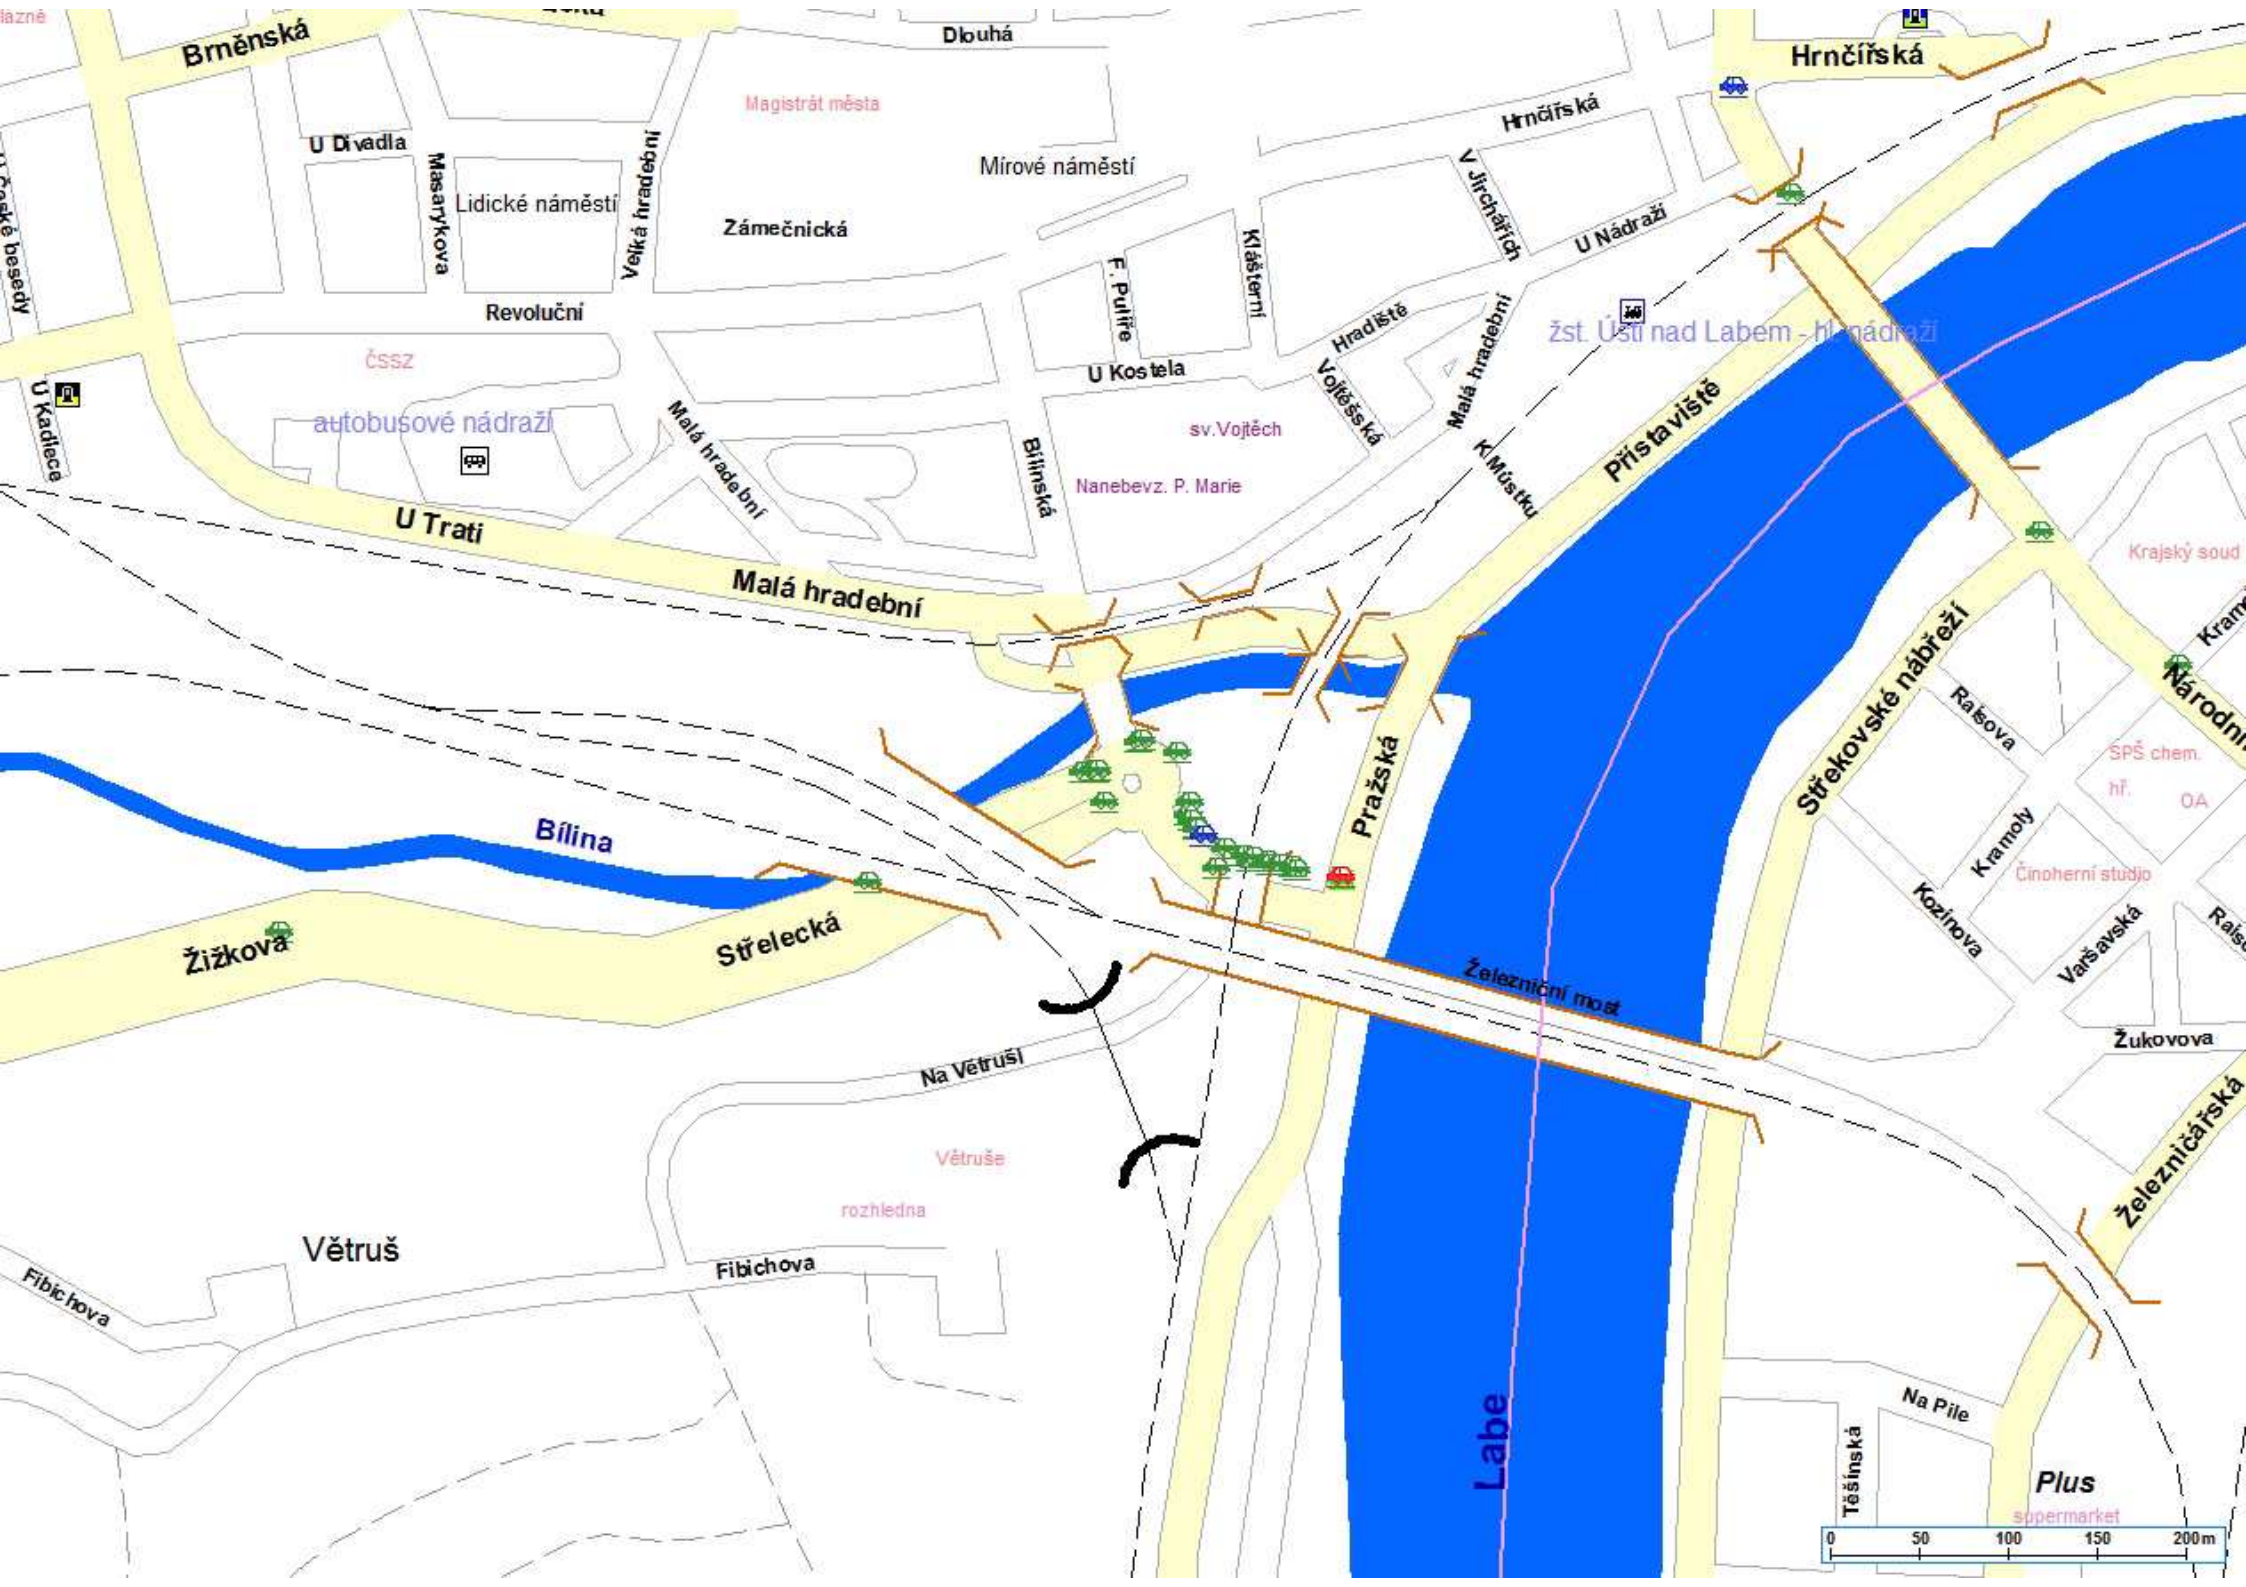 lazně
Brněnská
Dlouhá
Hrnčířská
Magistrát města
Hrnčířská
U Divadla
Masarykova
Velká hradební
Lidické náměstí
Mírové náměstí
V Jirchářích
U České besedy
Zámečnická
Klášterní
U Nádraží
F. Pulíře
Revoluční
Hradiště
Malá hradební
žst. Ústí nad Labem - hl. nádraží
ČSSZ
U Kostela
Vojtěšská
U Kadlece
autobusové nádraží
Malá hradební
Bílinská
sv.Vojtěch
Nanebevz. P. Marie
K Můstku
Přístaviště
U Trati
Krajský soud
Malá hradební
Střekovské nábřeží
Raisova
Národní
SPŠ chem.
hř.
OA
Pražská
Bílina
Kramoly
Činoherní studio
Kozinova
Varšavská
Žižkova
Střelecká
Železniční most
Na Větruši
Žukovova
Větruše
Železničářská
rozhledna
Větruš
Fibichova
Fibichova
Na Pile
Labe
Těšínská
Plus
supermarket
0 50 100 150 200m